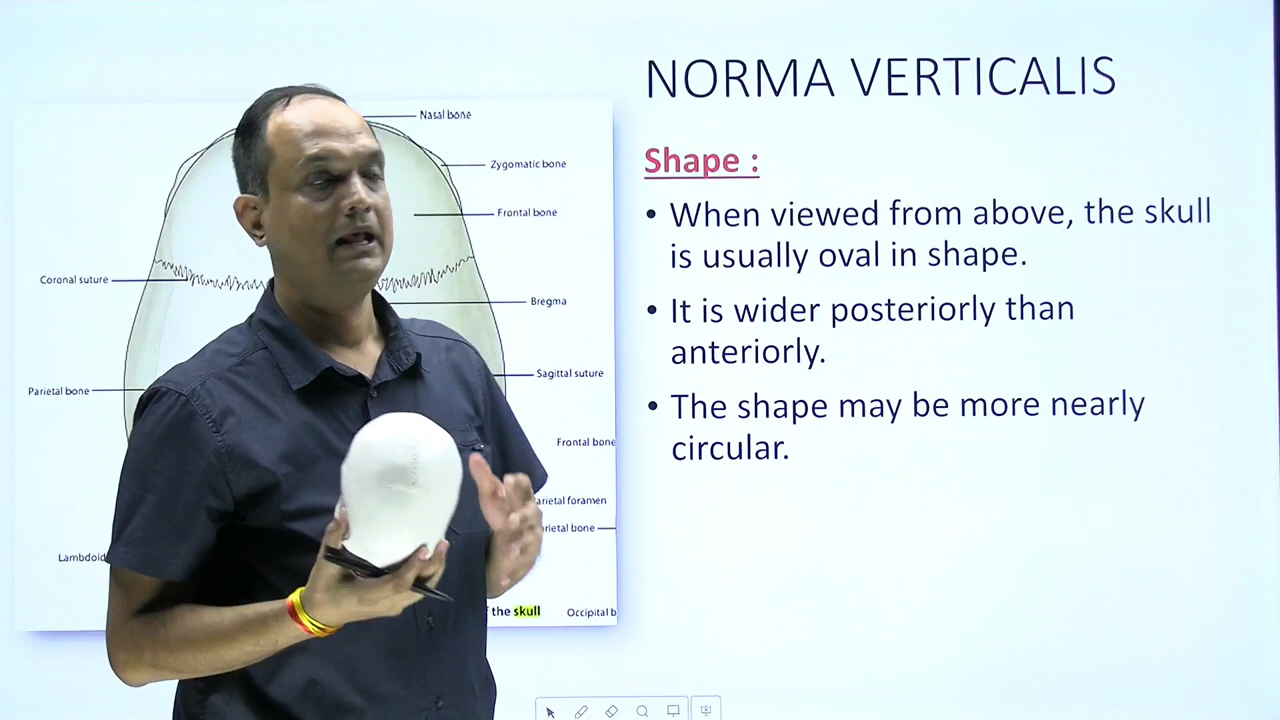 NORMA VERTICALIS
Shape :
• When viewed from above, the skull
is usually oval in shape.
• It is wider posteriorly than
anteriorly.
• The shape may be more nearly
circular.
Nasal bone
Zygomatic bone
Frontal bone
Coronal suture
Bregma
Sagittal suture
Parietal bone
Frontal bone
arietal foramen
rietal bone
Lambdoid
the skull
Occipital b